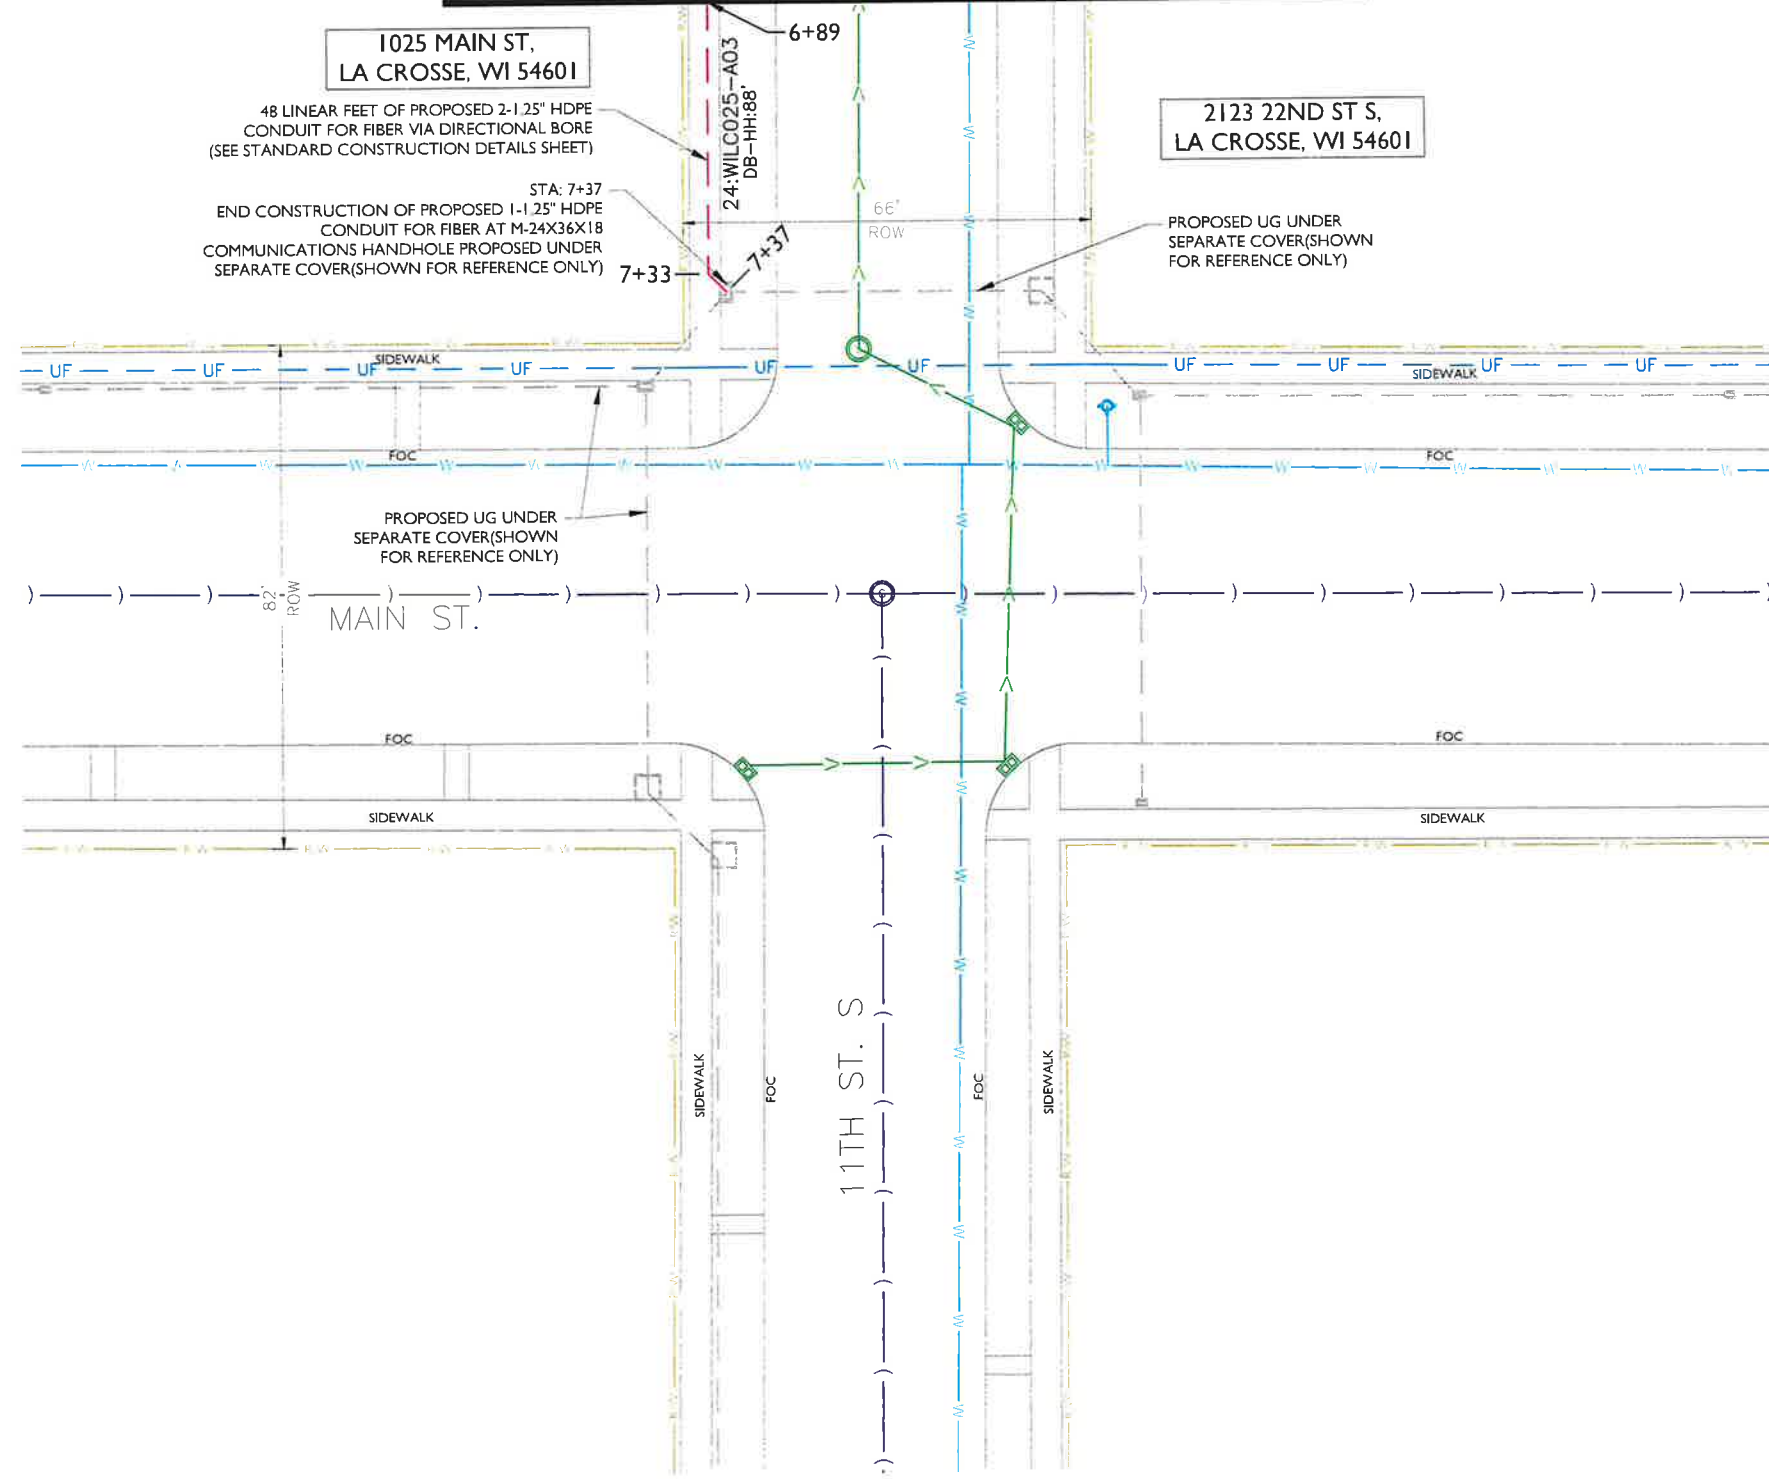 1025 MAIN ST,
LA CROSSE, WI 54601
6+89
48 LINEAR FEET OF PROPOSED 2-1.25" HDPE
CONDUIT FOR FIBER VIA DIRECTIONAL BORE
(SEE STANDARD CONSTRUCTION DETAILS SHEET)
24:WILC025-A03
DB-HH:88'
2123 22ND ST S,
LA CROSSE, WI 54601
STA: 7+37
END CONSTRUCTION OF PROPOSED 1-1.25" HDPE
CONDUIT FOR FIBER AT M-24X36X18
COMMUNICATIONS HANDHOLE PROPOSED UNDER
SEPARATE COVER(SHOWN FOR REFERENCE ONLY)
7+33
7+37
66'
ROW
PROPOSED UG UNDER
SEPARATE COVER(SHOWN
FOR REFERENCE ONLY)
SIDEWALK
UF UF UF UF UF UF UF UF UF UF
SIDEWALK
FOC
FOC
W W W W W W W W W W W W W W W W
PROPOSED UG UNDER
SEPARATE COVER(SHOWN
FOR REFERENCE ONLY)
82'
ROW
MAIN ST.
FOC
FOC
SIDEWALK
SIDEWALK
11TH ST. S
SIDEWALK
FOC
FOC
SIDEWALK